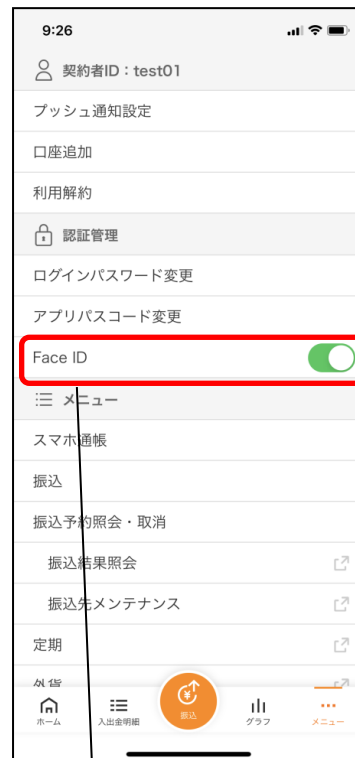 9:26
契約者ID：test01
プッシュ通知設定
口座追加
利用解約
認証管理
ログインパスワード変更
アプリパスコード変更
Face ID
メニュー
スマホ通帳
振込
振込予約照会・取消
振込結果照会
振込先メンテナンス
定期
外貨
ホーム
入出金明細
振込
グラフ
メニュー